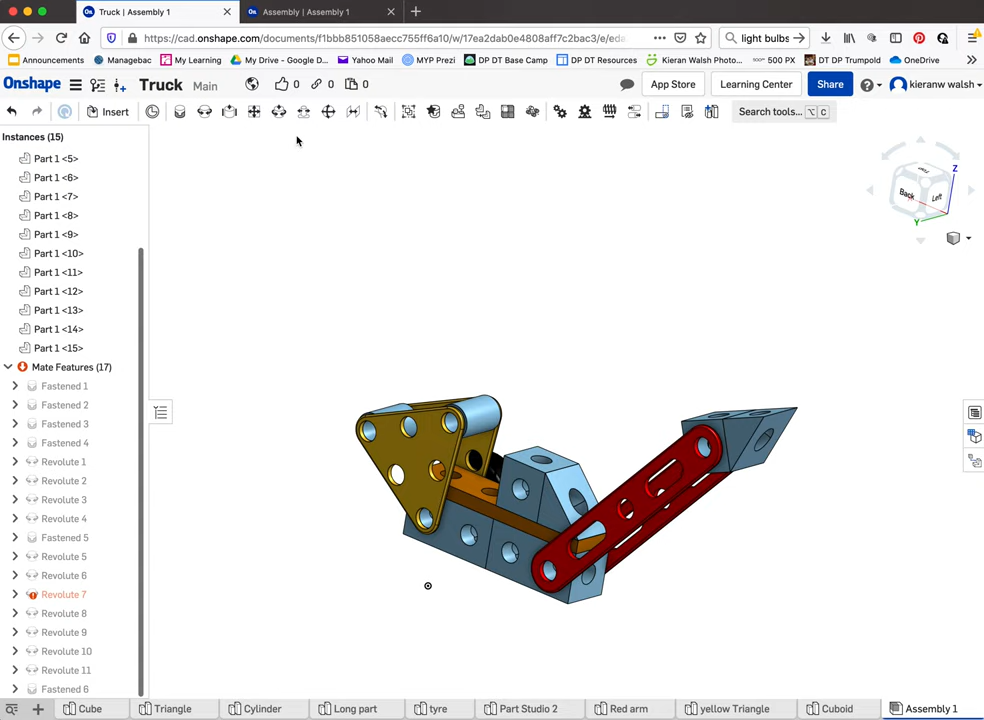 Truck | Assembly 1
Assembly | Assembly 1
https://cad.onshape.com/documents/f1bbb851058aecc755ff6a10/w/17ea2dab0e4808aff7c2bac3/e/eda
light bulbs
Announcements
Managebac
My Learning
My Drive - Google D...
Yahoo Mail
MYP Prezi
DP DT Base Camp
DP DT Resources
Kieran Walsh Photo...
500 PX
DT DP Trumpold
OneDrive
Onshape
Truck
Main
0
0
0
App Store
Learning Center
Share
kieranw walsh
Insert
Search tools...
C
Instances (15)
Part 1 <5>
Part 1 <6>
Part 1 <7>
Part 1 <8>
Part 1 <9>
Part 1 <10>
Part 1 <11>
Part 1 <12>
Part 1 <13>
Part 1 <14>
Part 1 <15>
Mate Features (17)
Fastened 1
Fastened 2
Fastened 3
Fastened 4
Revolute 1
Revolute 2
Revolute 3
Revolute 4
Fastened 5
Revolute 5
Revolute 6
Revolute 7
Revolute 8
Revolute 9
Revolute 10
Revolute 11
Fastened 6
Z
Back
Left
Y
Cube
Triangle
Cylinder
Long part
tyre
Part Studio 2
Red arm
yellow Triangle
Cuboid
Assembly 1